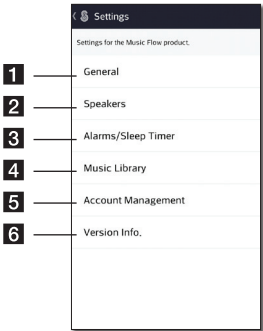 Settings
Settings for the Music Flow product.
1 General
2 Speakers
3 Alarms/Sleep Timer
4 Music Library
5 Account Management
6 Version Info.